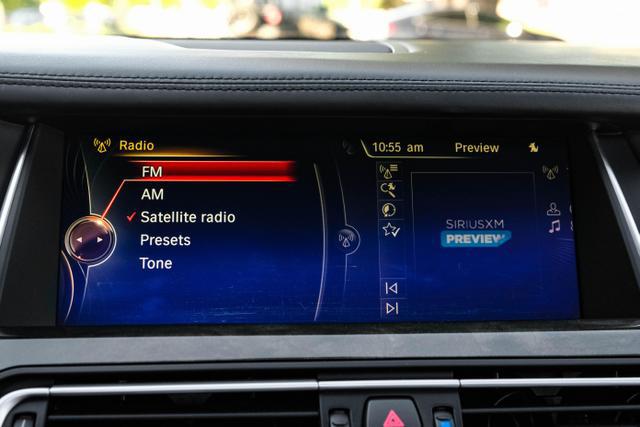 Radio
FM
AM
Satellite radio
Presets
Tone
10:55 am Preview
SIRIUSXM
PREVIEW